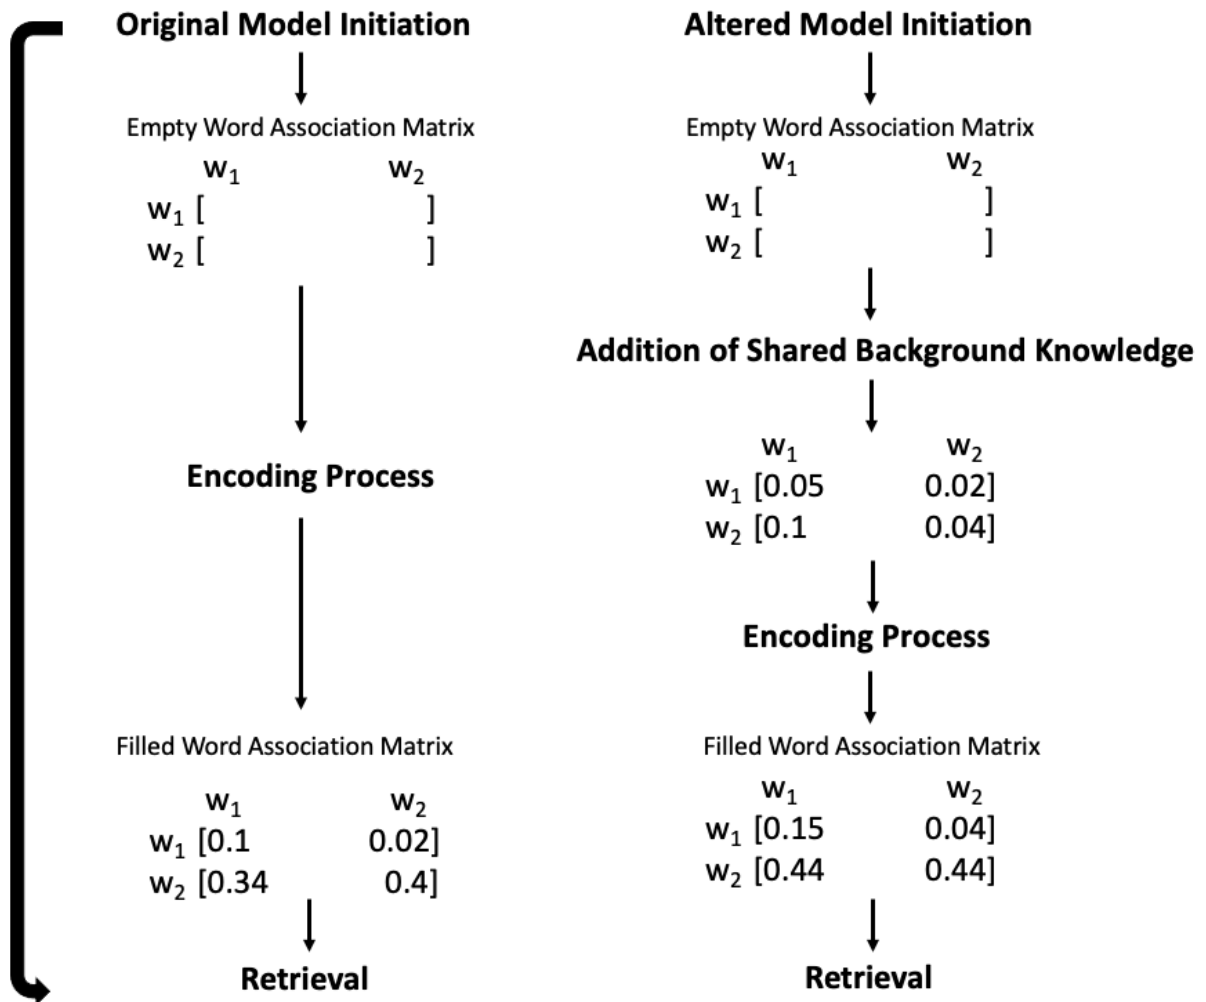 Original Model Initiation
Empty Word Association Matrix
w₁ w₂
w₁ [ ]
w₂ [ ]
Encoding Process
Filled Word Association Matrix
w₁ w₂
w₁ [0.1 0.02]
w₂ [0.34 0.4]
Retrieval
Altered Model Initiation
Empty Word Association Matrix
w₁ w₂
w₁ [ ]
w₂ [ ]
Addition of Shared Background Knowledge
w₁ w₂
w₁ [0.05 0.02]
w₂ [0.1 0.04]
Encoding Process
Filled Word Association Matrix
w₁ w₂
w₁ [0.15 0.04]
w₂ [0.44 0.44]
Retrieval